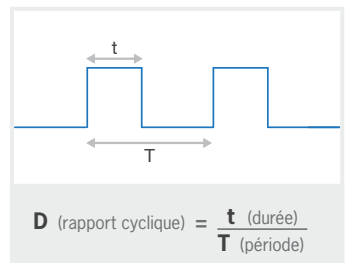 t
T
D (rapport cyclique) = t (durée)
T (période)